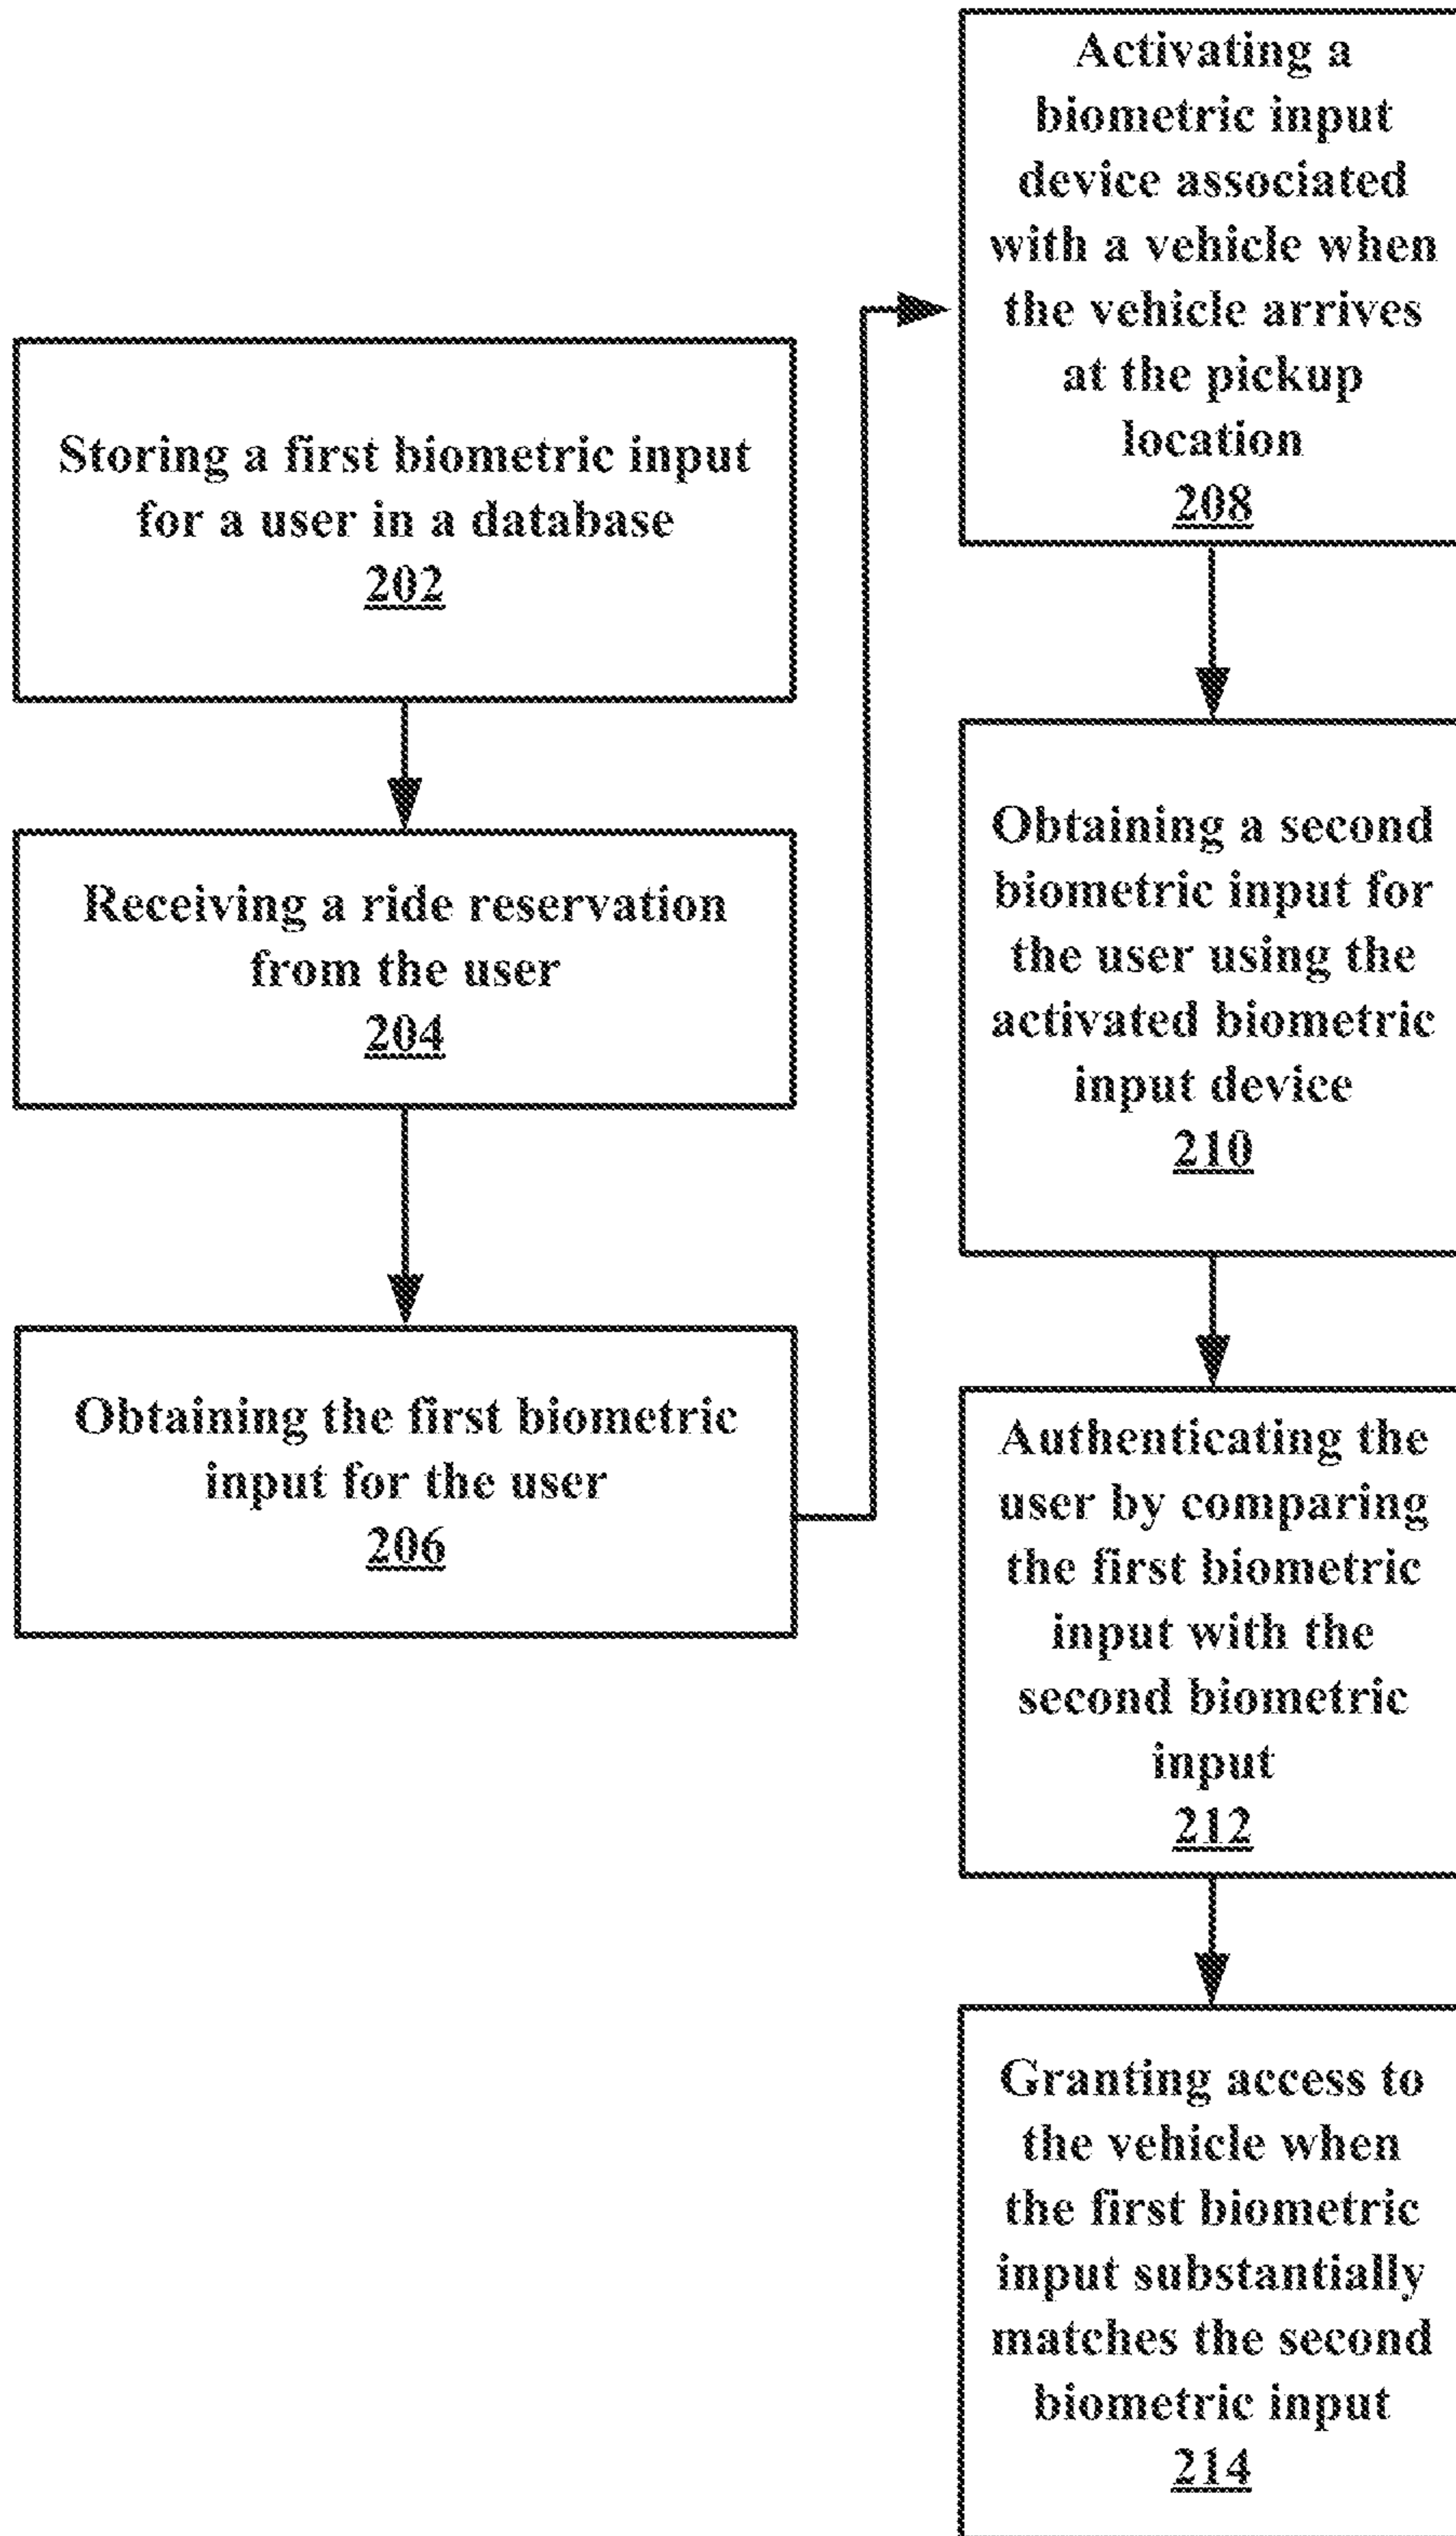 Storing a first biometric input
for a user in a database
202
Receiving a ride reservation
from the user
204
Obtaining the first biometric
input for the user
206
Activating a
biometric input
device associated
with a vehicle when
the vehicle arrives
at the pickup
location
208
Obtaining a second
biometric input for
the user using the
activated biometric
input device
210
Authenticating the
user by comparing
the first biometric
input with the
second biometric
input
212
Granting access to
the vehicle when
the first biometric
input substantially
matches the second
biometric input
214